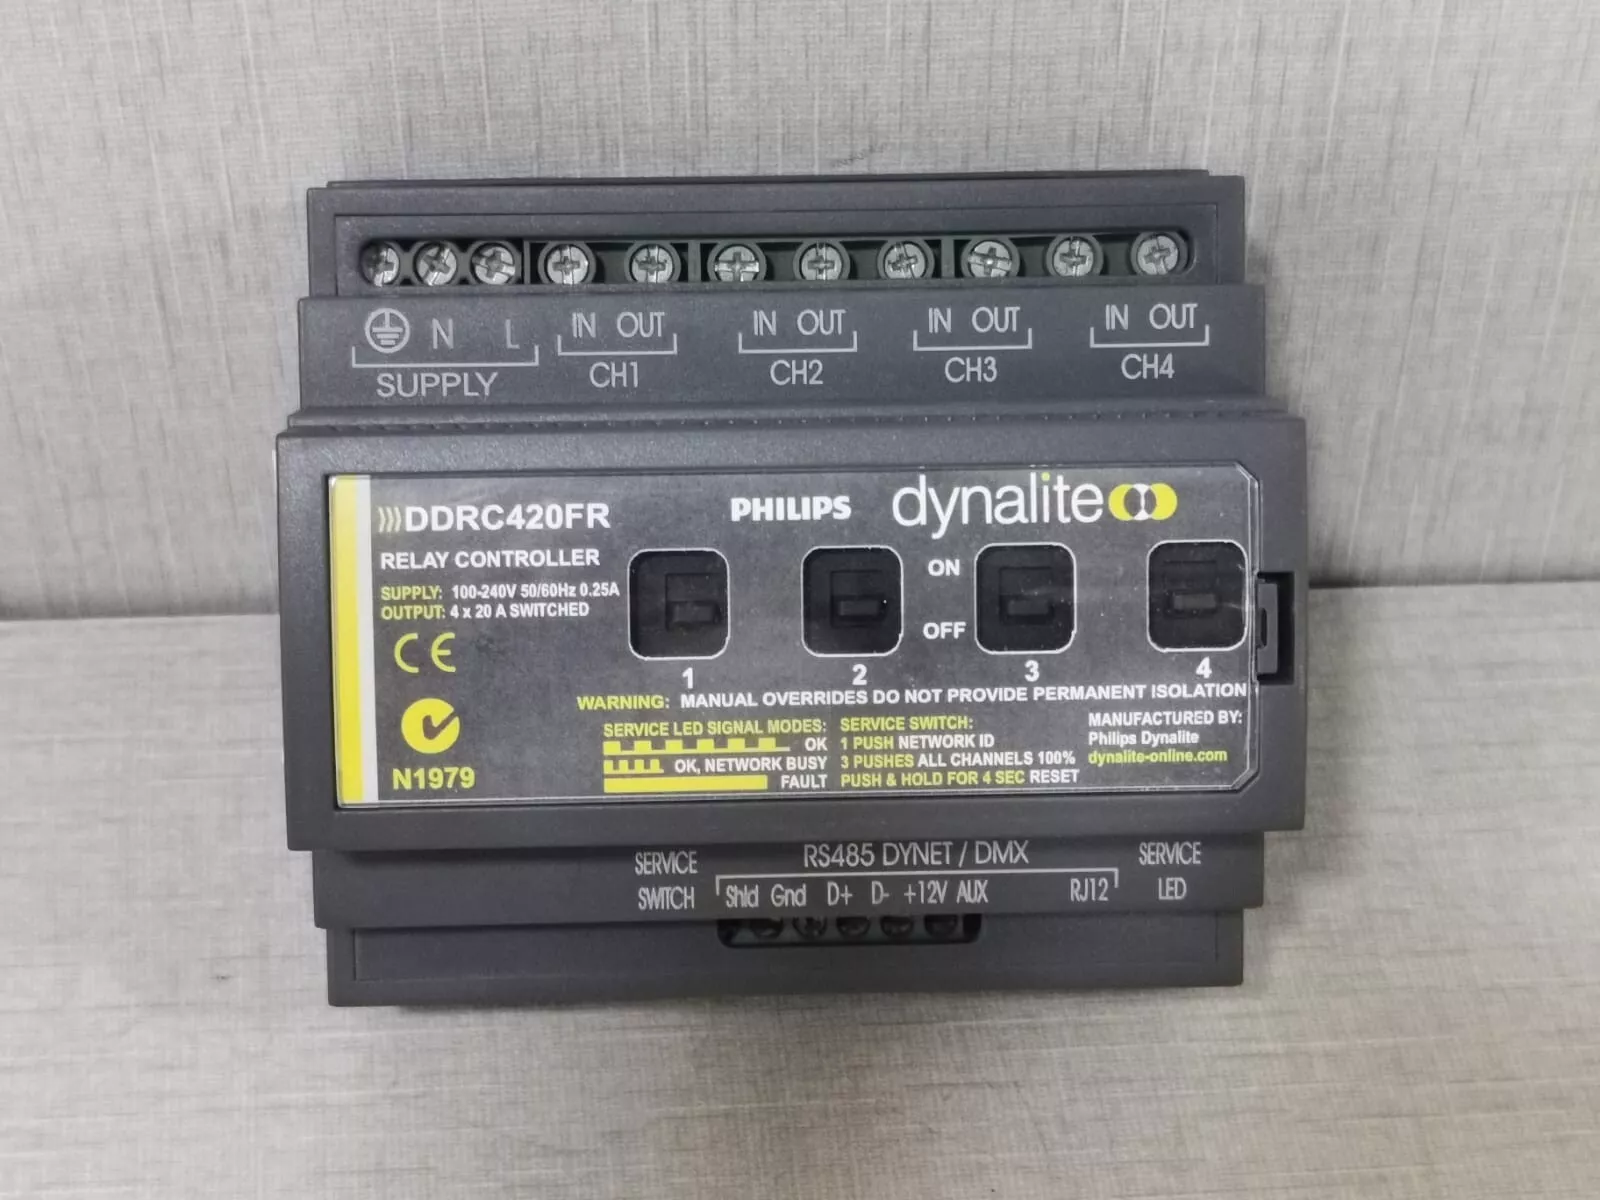 N L IN OUT IN OUT IN OUT IN OUT
SUPPLY CH1 CH2 CH3 CH4
)))DDRC420FR PHILIPS dynalite
RELAY CONTROLLER
SUPPLY: 100-240V 50/60Hz 0.25A
OUTPUT: 4 x 20 A SWITCHED
CE
N1979
ON
OFF
1 2 3 4
WARNING: MANUAL OVERRIDES DO NOT PROVIDE PERMANENT ISOLATION
SERVICE LED SIGNAL MODES:
OK
OK, NETWORK BUSY
FAULT
SERVICE SWITCH:
1 PUSH NETWORK ID
3 PUSHES ALL CHANNELS 100%
PUSH & HOLD FOR 4 SEC RESET
MANUFACTURED BY:
Philips Dynalite
dynalite-online.com
SERVICE
SWITCH
RS485 DYNET / DMX
Shld Gnd D+ D- +12V AUX RJ12
SERVICE
LED